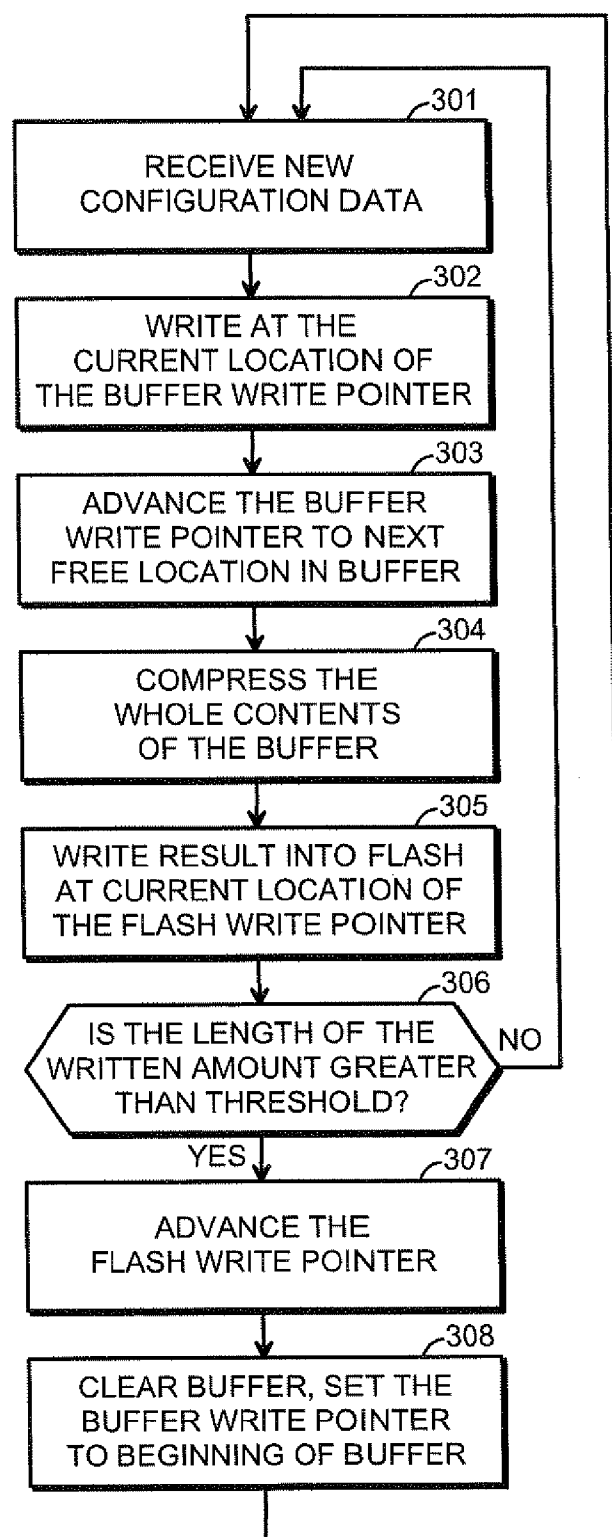 301
RECEIVE NEW
CONFIGURATION DATA
302
WRITE AT THE
CURRENT LOCATION OF
THE BUFFER WRITE POINTER
303
ADVANCE THE BUFFER
WRITE POINTER TO NEXT
FREE LOCATION IN BUFFER
304
COMPRESS THE
WHOLE CONTENTS
OF THE BUFFER
305
WRITE RESULT INTO FLASH
AT CURRENT LOCATION OF
THE FLASH WRITE POINTER
306
IS THE LENGTH OF THE
WRITTEN AMOUNT GREATER
THAN THRESHOLD?
NO
YES
307
ADVANCE THE
FLASH WRITE POINTER
308
CLEAR BUFFER, SET THE
BUFFER WRITE POINTER
TO BEGINNING OF BUFFER